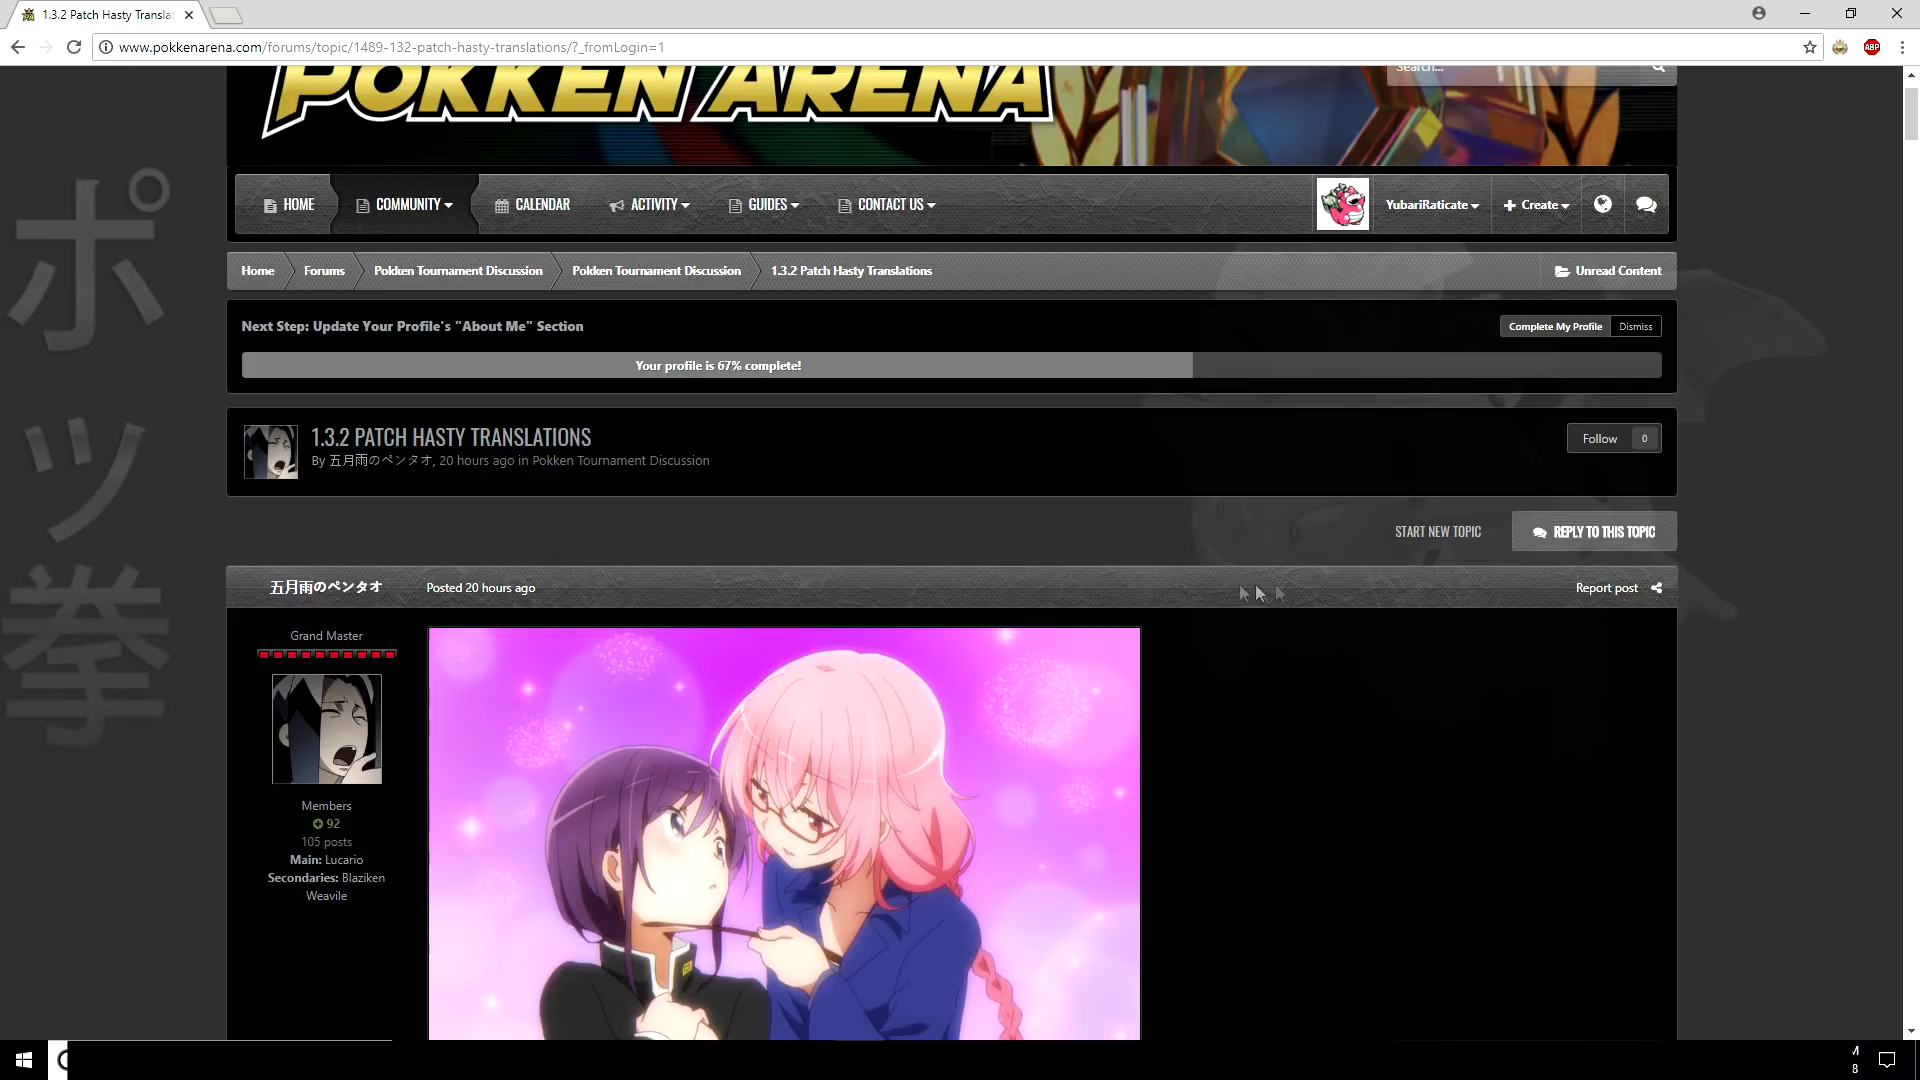 1.3.2 Patch Hasty Transla
www.pokkenarena.com/forums/topic/1489-132-patch-hasty-translations/?_fromLogin=1
ABP
POKKEN ARENA
Search...
HOME
COMMUNITY
CALENDAR
ACTIVITY
GUIDES
CONTACT US
YubariRaticate
Create
Home
Forums
Pokken Tournament Discussion
Pokken Tournament Discussion
1.3.2 Patch Hasty Translations
Unread Content
Next Step: Update Your Profile's "About Me" Section
Complete My Profile
Dismiss
Your profile is 67% complete!
1.3.2 PATCH HASTY TRANSLATIONS
Follow 0
By 五月雨のペンタオ, 20 hours ago in Pokken Tournament Discussion
START NEW TOPIC
REPLY TO THIS TOPIC
五月雨のペンタオ
Posted 20 hours ago
Report post
Grand Master
Members
92
105 posts
Main: Lucario
Secondaries: Blaziken
Weavile
ポッ拳